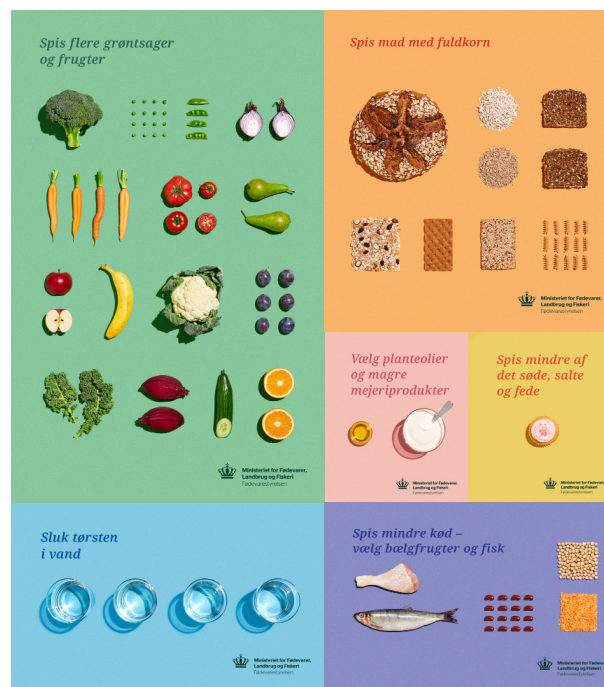 Spis flere grøntsager
og frugter
Ministeriet for Fødevarer,
Landbrug og Fiskeri
Fødevarestyrelsen
Spis mad med fuldkorn
Ministeriet for Fødevarer,
Landbrug og Fiskeri
Fødevarestyrelsen
Vælg planteolier
og magre
mejeriprodukter
Ministeriet for Fødevarer,
Landbrug og Fiskeri
Fødevarestyrelsen
Spis mindre af
det søde, salte
og fede
Ministeriet for Fødevarer,
Landbrug og Fiskeri
Fødevarestyrelsen
Sluk tørsten
i vand
Ministeriet for Fødevarer,
Landbrug og Fiskeri
Fødevarestyrelsen
Spis mindre kød –
vælg bælgfrugter og fisk
Ministeriet for Fødevarer,
Landbrug og Fiskeri
Fødevarestyrelsen